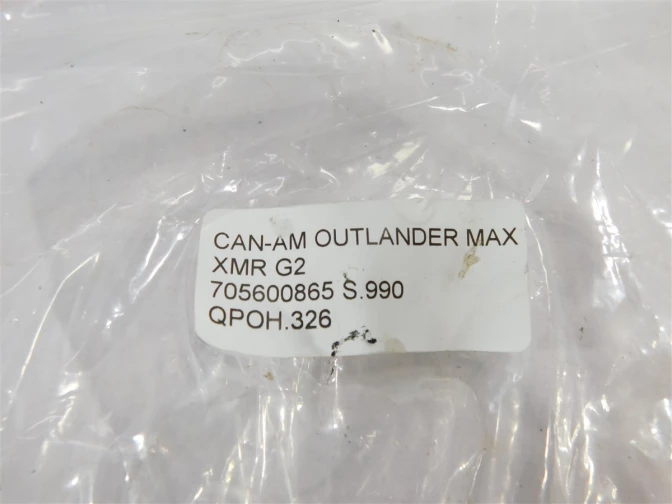 CAN-AM OUTLANDER MAX
XMR G2
705600865 S.990
QPOH.326